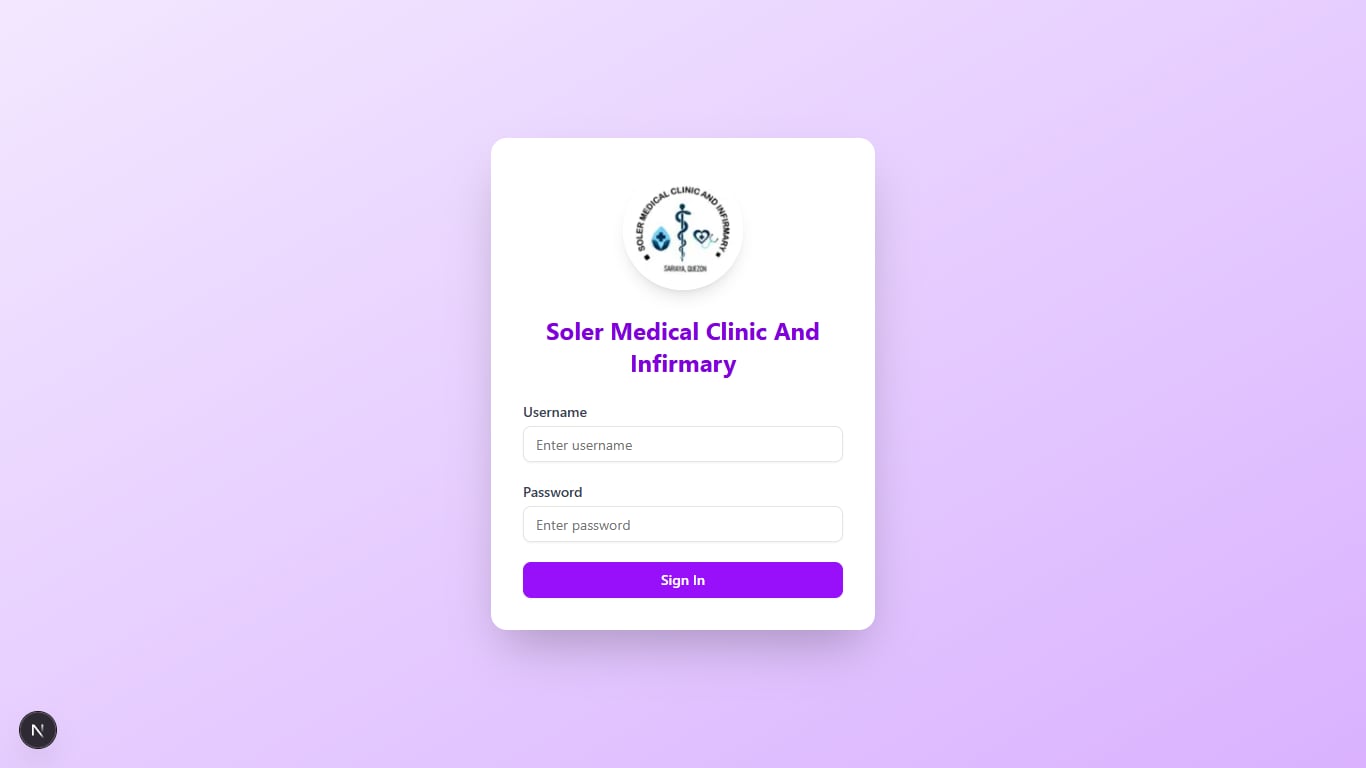 SOLER MEDICAL CLINIC AND INFIRMARY
SARIAYA, QUEZON
Soler Medical Clinic And
Infirmary
Username
Enter username
Password
Enter password
Sign In
N